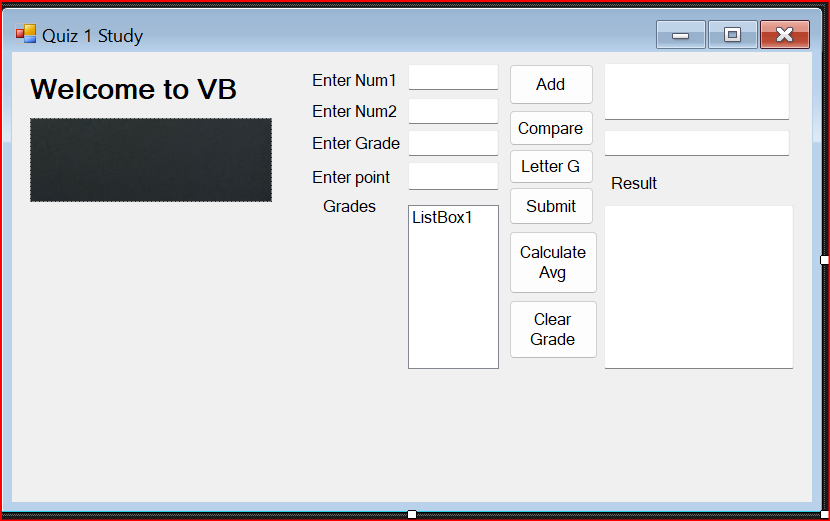 Quiz 1 Study
Welcome to VB
Enter Num1
Add
Enter Num2
Compare
Enter Grade
Letter G
Enter point
Result
Grades
Submit
ListBox1
Calculate
Avg
Clear
Grade